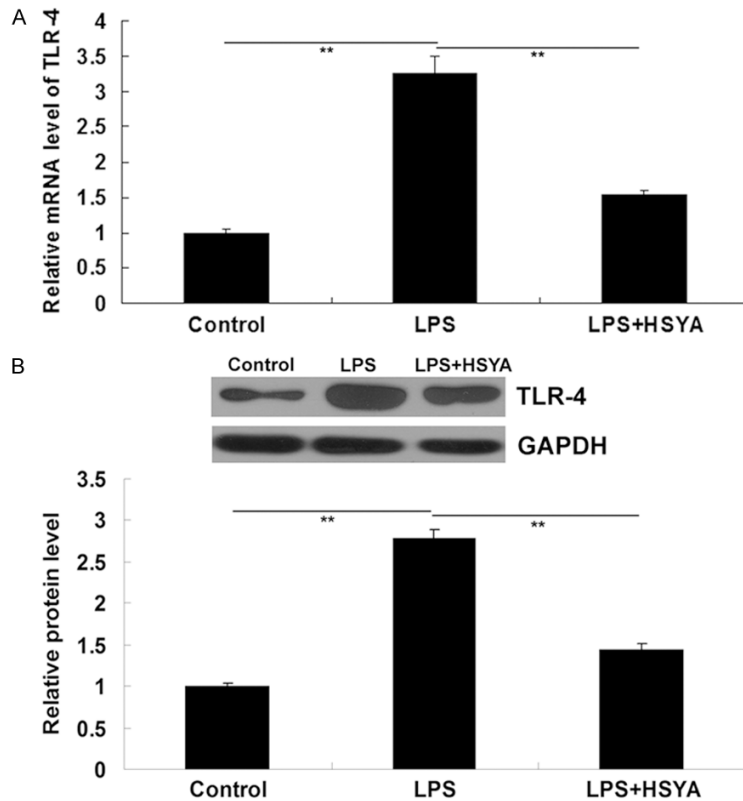 A
Relative mRNA level of TLR-4
4
3.5
3
2.5
2
1.5
1
0.5
0
**
**
Control LPS LPS+HSYA
B
Control LPS LPS+HSYA
TLR-4
GAPDH
Relative protein level
3.5
3
2.5
2
1.5
1
0.5
0
**
**
Control LPS LPS+HSYA